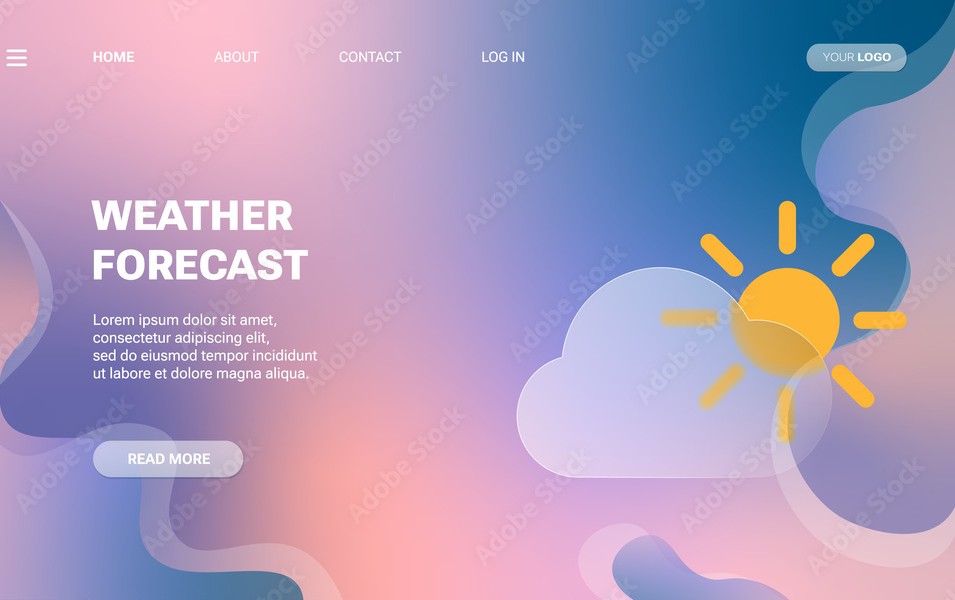 HOME ABOUT CONTACT LOG IN YOUR LOGO
WEATHER
FORECAST
Lorem ipsum dolor sit amet,
consectetur adipiscing elit,
sed do eiusmod tempor incididunt
ut labore et dolore magna aliqua.
READ MORE
Adobe Stock